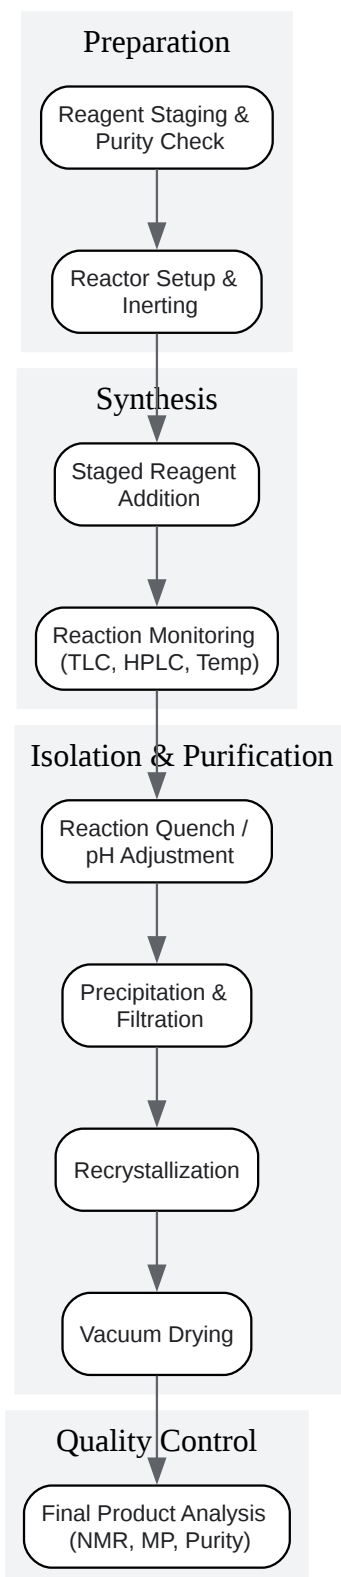 Preparation
Reagent Staging &
Purity Check
Reactor Setup &
Inerting
Synthesis
Staged Reagent
Addition
Reaction Monitoring
(TLC, HPLC, Temp)
Isolation & Purification
Reaction Quench /
pH Adjustment
Precipitation &
Filtration
Recrystallization
Vacuum Drying
Quality Control
Final Product Analysis
(NMR, MP, Purity)